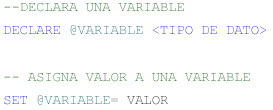 --DECLARA UNA VARIABLE
DECLARE @VARIABLE <TIPO DE DATO>
-- ASIGNA VALOR A UNA VARIABLE
SET @VARIABLE= VALOR